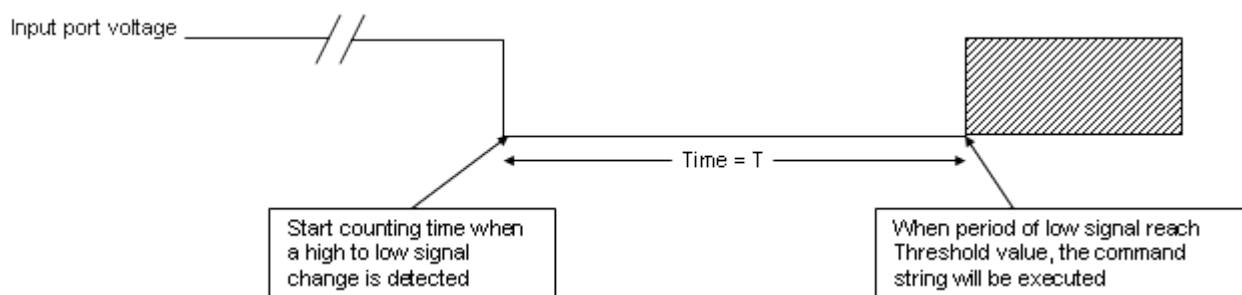 Input port voltage
Time = T
Start counting time when
a high to low signal
change is detected
When period of low signal reach
Threshold value, the command
string will be executed